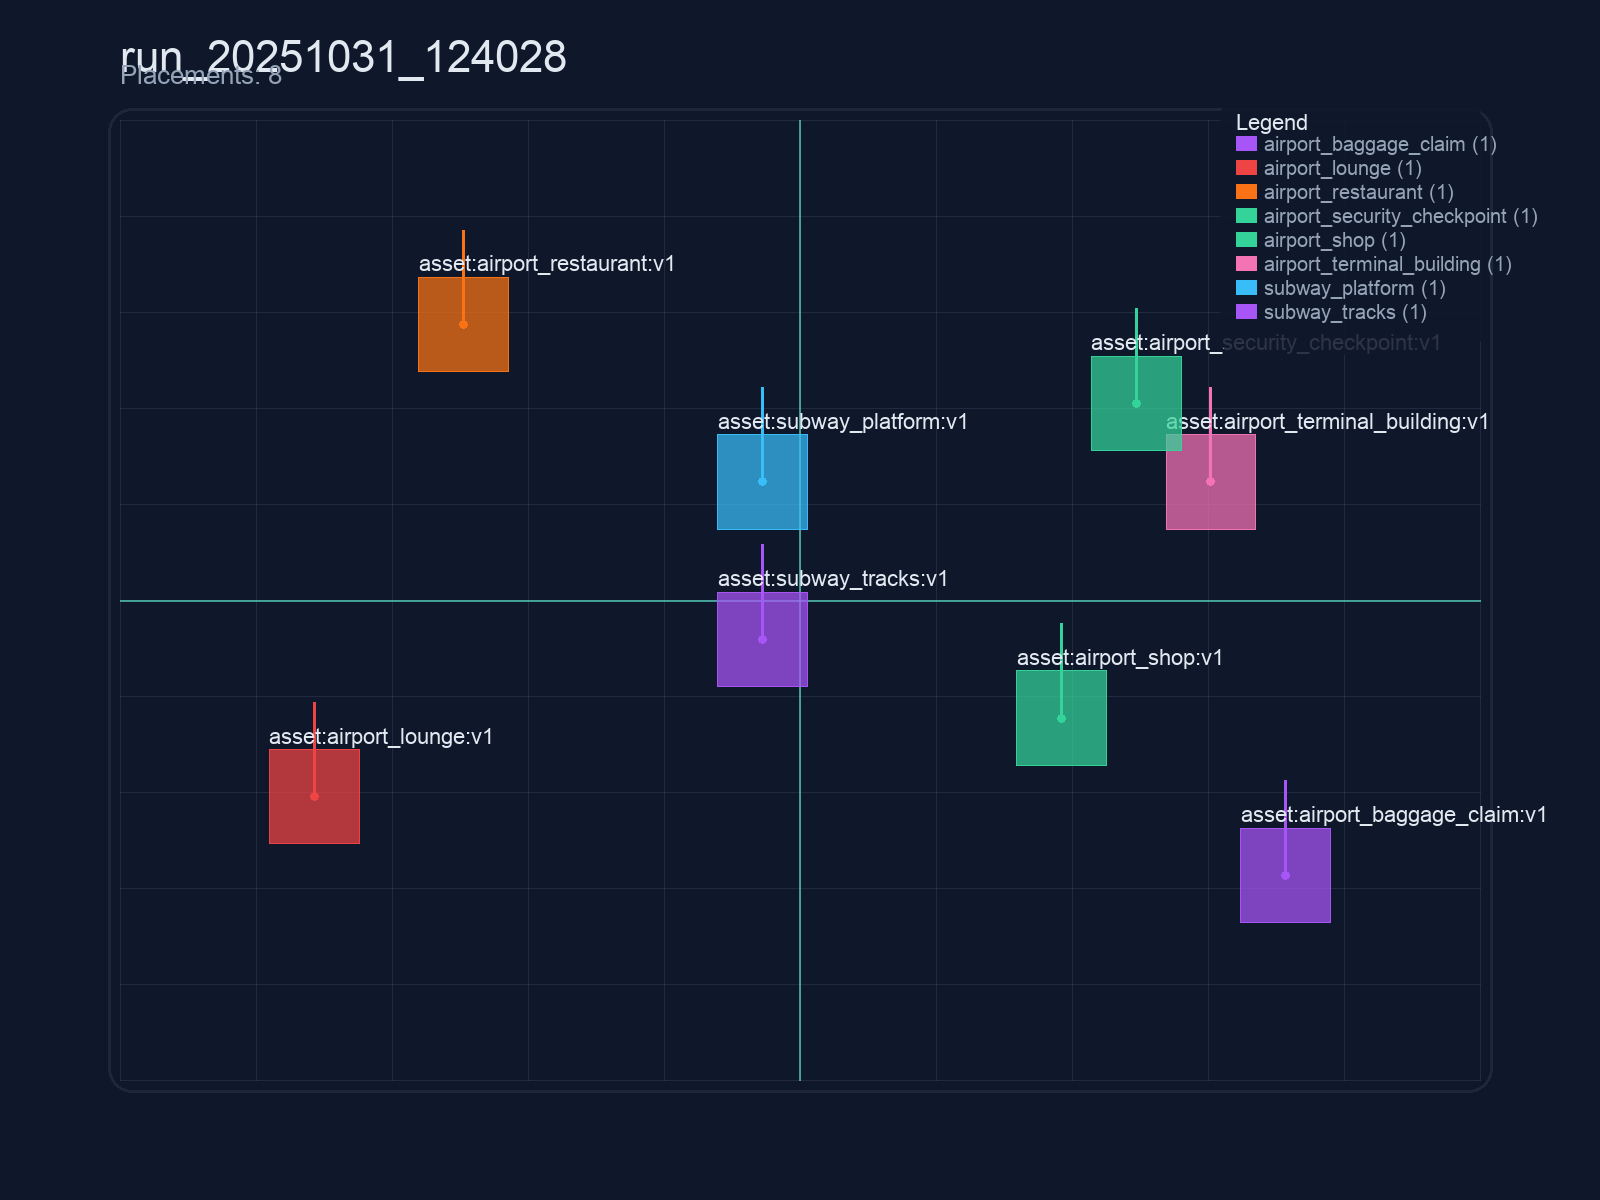 run_20251031_124028
Placements: 8
Legend
airport_baggage_claim (1)
airport_lounge (1)
airport_restaurant (1)
airport_security_checkpoint (1)
airport_shop (1)
airport_terminal_building (1)
subway_platform (1)
subway_tracks (1)
asset:airport_restaurant:v1
asset:airport_security_checkpoint:v1
asset:subway_platform:v1
asset:airport_terminal_building:v1
asset:subway_tracks:v1
asset:airport_shop:v1
asset:airport_lounge:v1
asset:airport_baggage_claim:v1